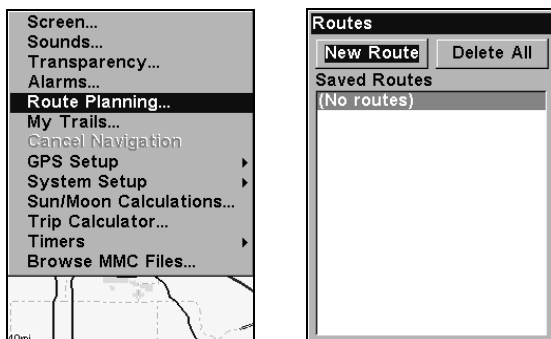 Screen...
Sounds...
Transparency...
Alarms...
Route Planning...
My Trails...
Cancel Navigation
GPS Setup
System Setup
Sun/Moon Calculations...
Trip Calculator...
Timers
Browse MMC Files...
40mi
Routes
New Route Delete All
Saved Routes
(No routes)